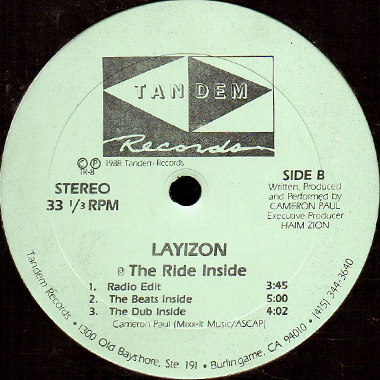 TANDEM
Records
©℗ 1988 Tandem Records
TR-8
STEREO
33 1/3 RPM
SIDE B
Written, Produced
and Performed by
CAMERON PAUL
Executive Producer
HAIM ZION
LAYIZON
The Ride Inside
1. Radio Edit 3:45
2. The Beats Inside 5:00
3. The Dub Inside 4:02
Cameron Paul (Mixx-It Music/ASCAP)
Tandem Records • 1300 Old Bayshore, Ste. 191 • Burlingame, CA 94010 • (415) 344-3640